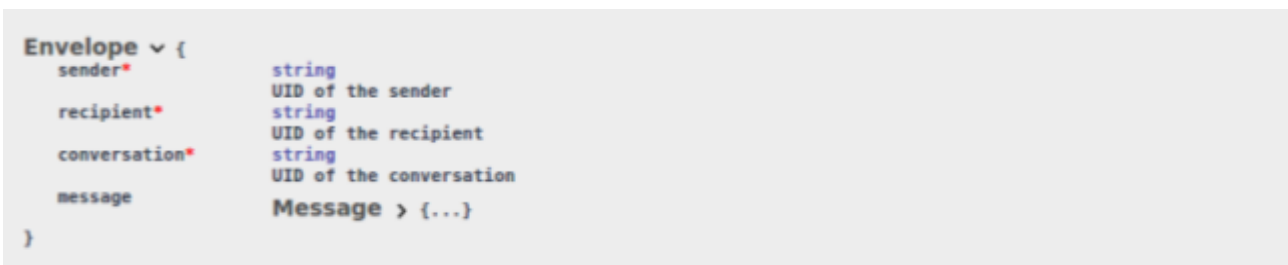 Envelope {
sender* string
UID of the sender
recipient* string
UID of the recipient
conversation* string
UID of the conversation
message Message > {...}
}